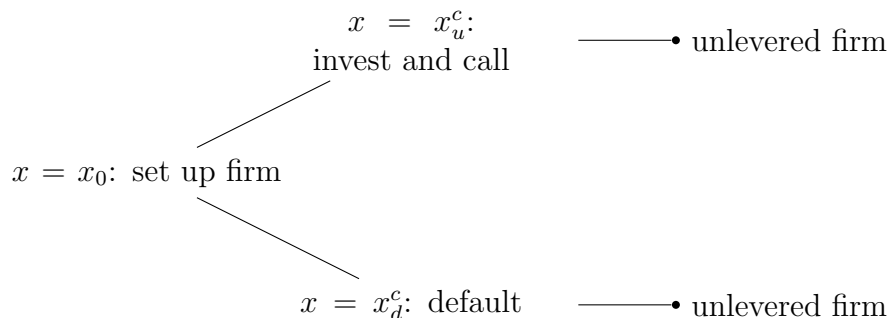 x = x_u^c:
invest and call
unlevered firm
x = x_0: set up firm
x = x_d^c: default
unlevered firm